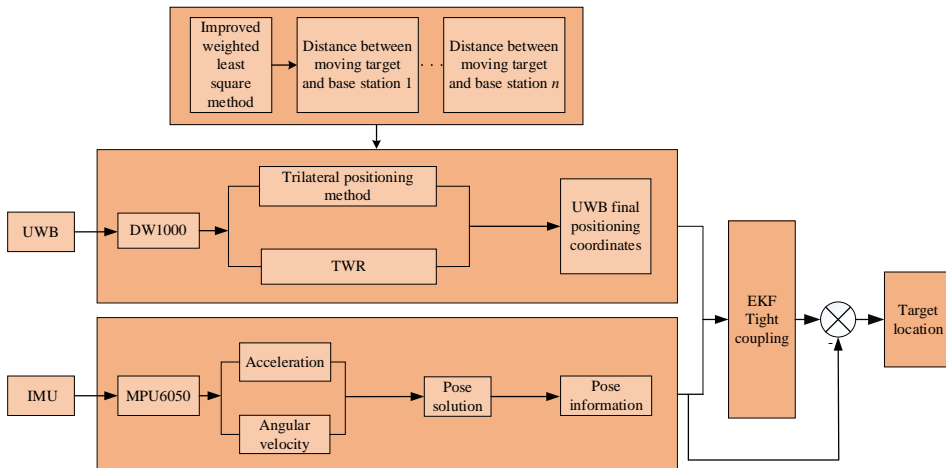 Improved
weighted
least
square
method
Distance between
moving target
and base station 1
. . .
Distance between
moving target
and base station n
UWB
DW1000
Trilateral positioning
method
TWR
UWB final
positioning
coordinates
IMU
MPU6050
Acceleration
Angular
velocity
Pose
solution
Pose
information
EKF
Tight
coupling
-
Target
location